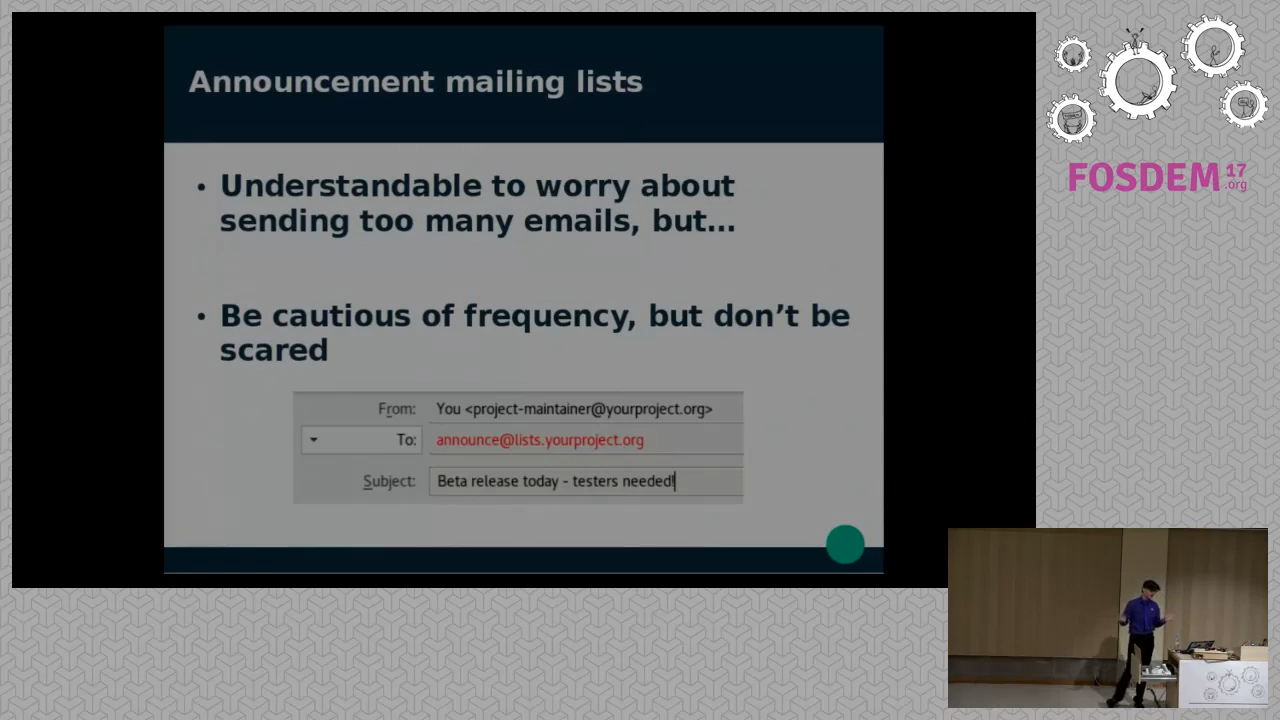 Announcement mailing lists
• Understandable to worry about
sending too many emails, but…
• Be cautious of frequency, but don’t be
scared
From: You <project-maintainer@yourproject.org>
To: announce@lists.yourproject.org
Subject: Beta release today - testers needed!
FOSDEM 17
.org